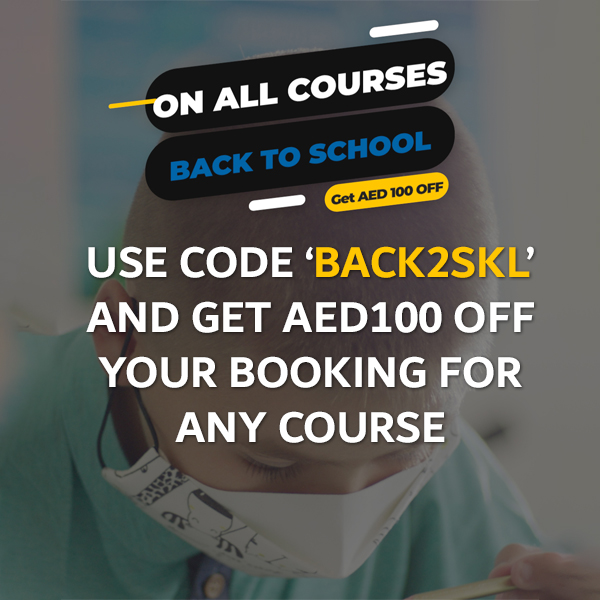 ON ALL COURSES
BACK TO SCHOOL
Get AED 100 OFF
USE CODE ‘BACK2SKL’
AND GET AED100 OFF
YOUR BOOKING FOR
ANY COURSE